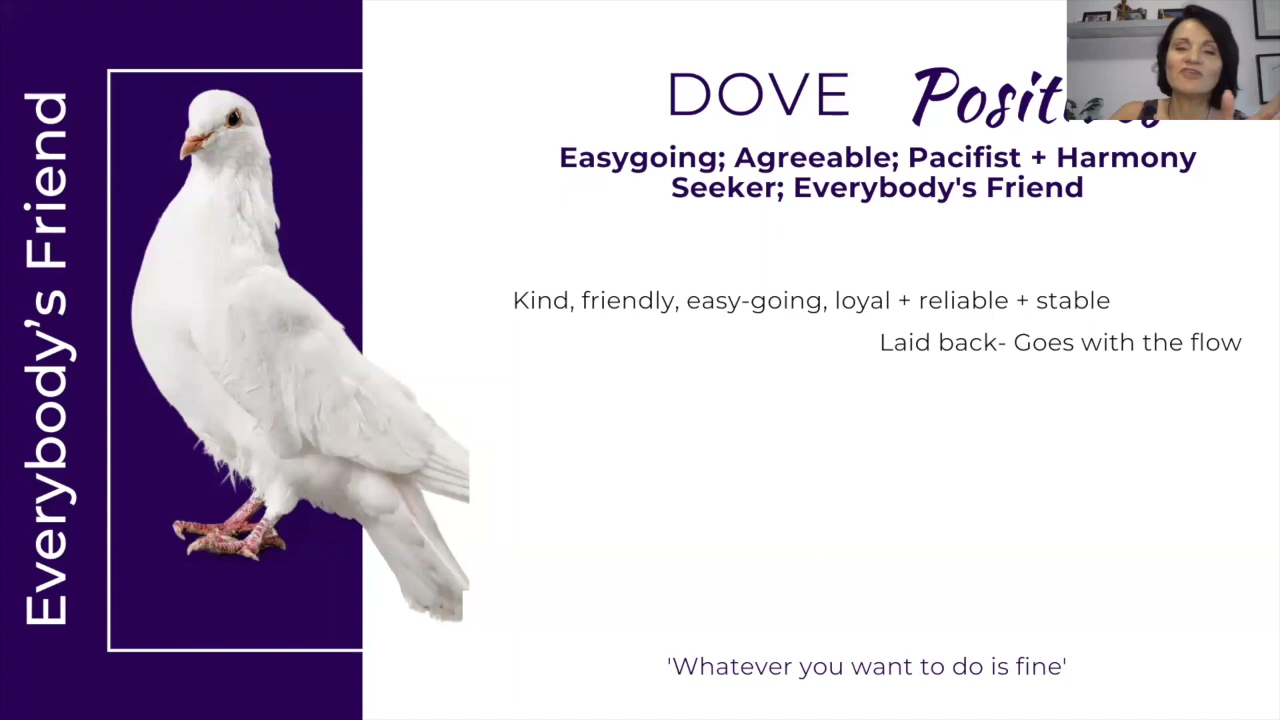 Everybody's Friend
DOVE
Easygoing; Agreeable; Pacifist + Harmony
Seeker; Everybody's Friend
Kind, friendly, easy-going, loyal + reliable + stable
Laid back- Goes with the flow
'Whatever you want to do is fine'